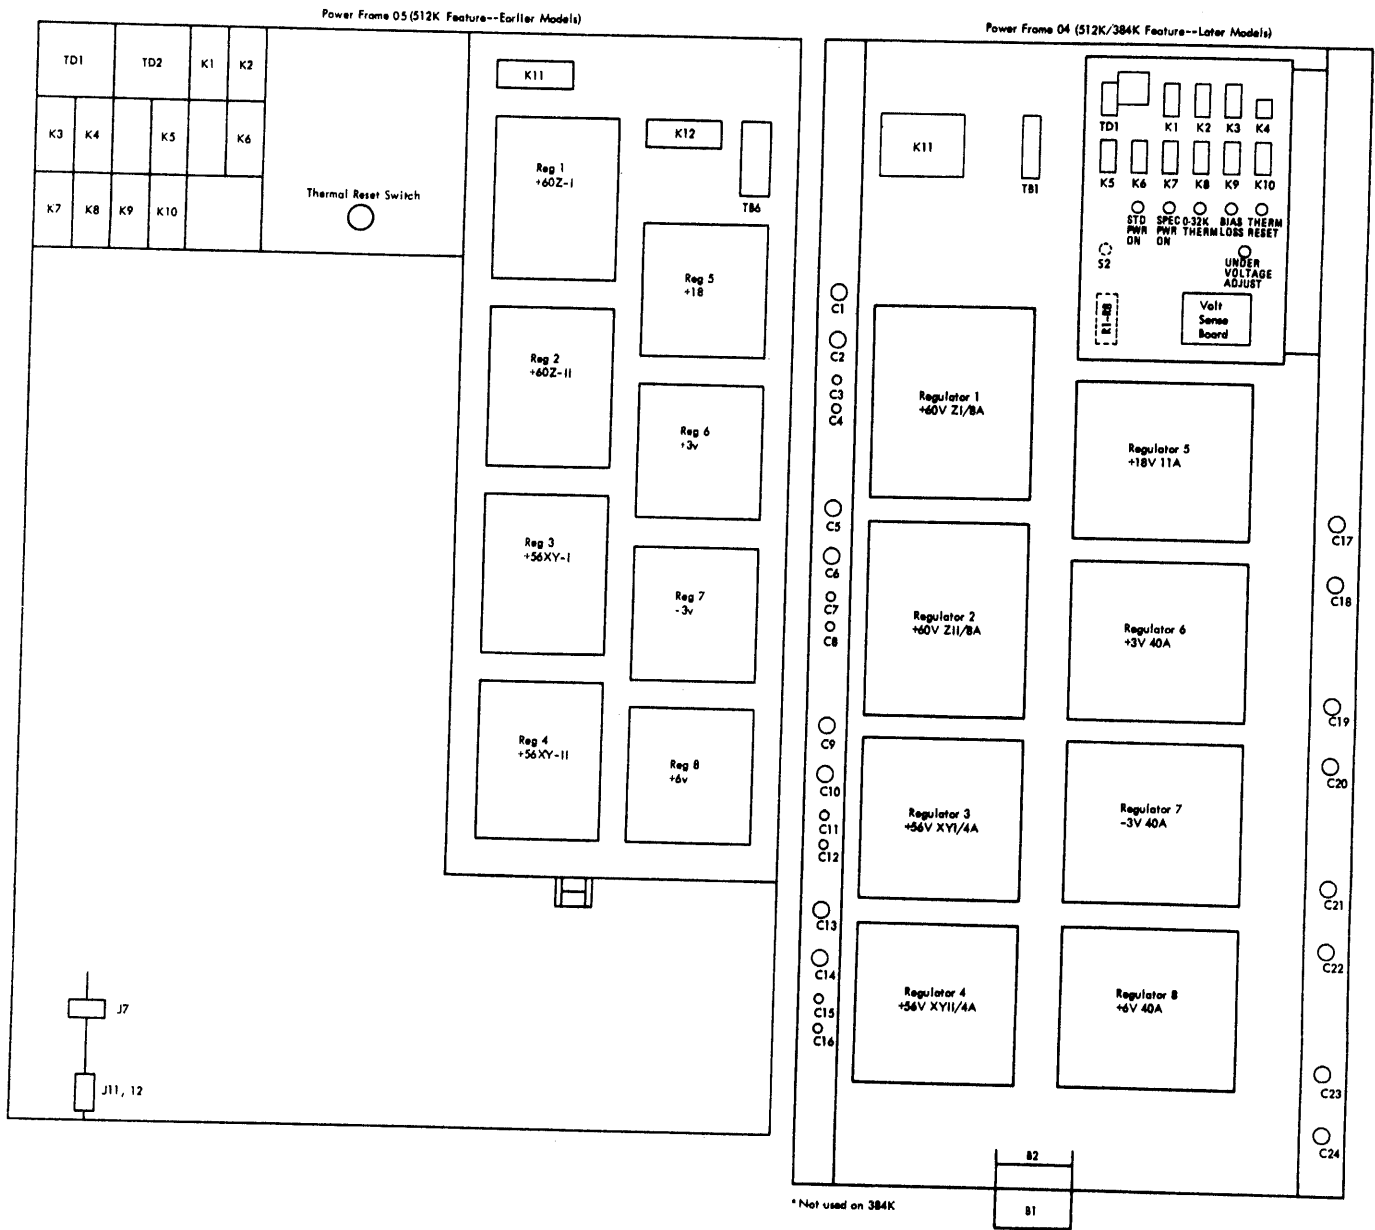 Power Frame 05 (512K Feature--Earlier Models)
TD1
TD2
K1
K2
K3
K4
K5
K6
K7
K8
K9
K10
Thermal Reset Switch
K11
K12
TB6
Reg 1
+60Z-I
Reg 5
+18
Reg 2
+60Z-II
Reg 6
+3v
Reg 3
+56XY-I
Reg 7
-3v
Reg 4
+56XY-II
Reg 8
+6v
J7
J11, 12
Power Frame 04 (512K/384K Feature--Later Models)
K11
TB1
TD1
K1
K2
K3
K4
K5
K6
K7
K8
K9
K10
STD
PWR
ON
SPEC
PWR
ON
0-32K
THERM
BIAS
LOSS
THERM
RESET
S2
UNDER
VOLTAGE
ADJUST
R1-R8
Volt
Sense
Board
C1
C2
C3
C4
C5
C6
C7
C8
C9
C10
C11
C12
C13
C14
C15
C16
Regulator 1
+60V ZI/8A
Regulator 5
+18V 11A
Regulator 2
+60V ZII/8A
Regulator 6
+3V 40A
Regulator 3
+56V XYI/4A
Regulator 7
-3V 40A
Regulator 4
+56V XYII/4A
Regulator 8
+6V 40A
C17
C18
C19
C20
C21
C22
C23
C24
B2
B1
* Not used on 384K